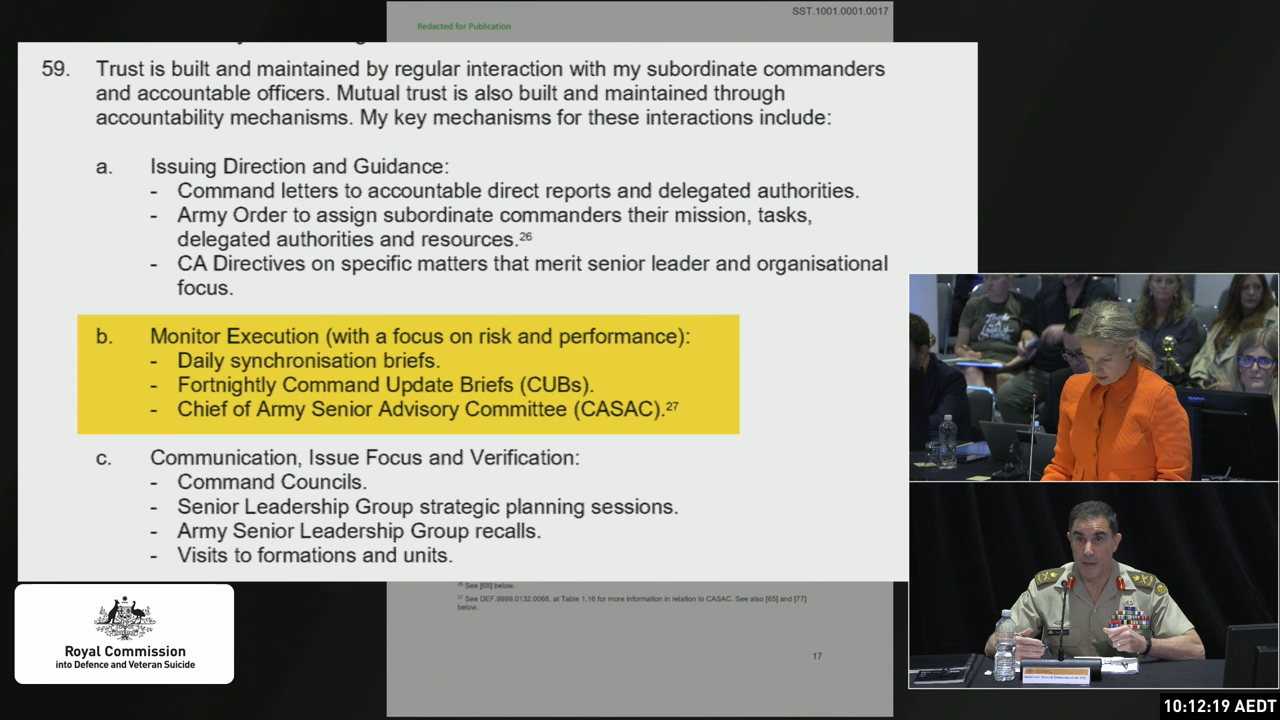 SST.1001.0001.0017
Redacted for Publication
59. Trust is built and maintained by regular interaction with my subordinate commanders
and accountable officers. Mutual trust is also built and maintained through
accountability mechanisms. My key mechanisms for these interactions include:
a. Issuing Direction and Guidance:
- Command letters to accountable direct reports and delegated authorities.
- Army Order to assign subordinate commanders their mission, tasks,
delegated authorities and resources.26
- CA Directives on specific matters that merit senior leader and organisational
focus.
b. Monitor Execution (with a focus on risk and performance):
- Daily synchronisation briefs.
- Fortnightly Command Update Briefs (CUBs).
- Chief of Army Senior Advisory Committee (CASAC).27
c. Communication, Issue Focus and Verification:
- Command Councils.
- Senior Leadership Group strategic planning sessions.
- Army Senior Leadership Group recalls.
- Visits to formations and units.
26 See [68] below.
27 See DEF.9999.0132.0068, at Table 1.16 for more information in relation to CASAC. See also [65] and [77]
below.
17
Royal Commission
into Defence and Veteran Suicide
10:12:19 AEDT